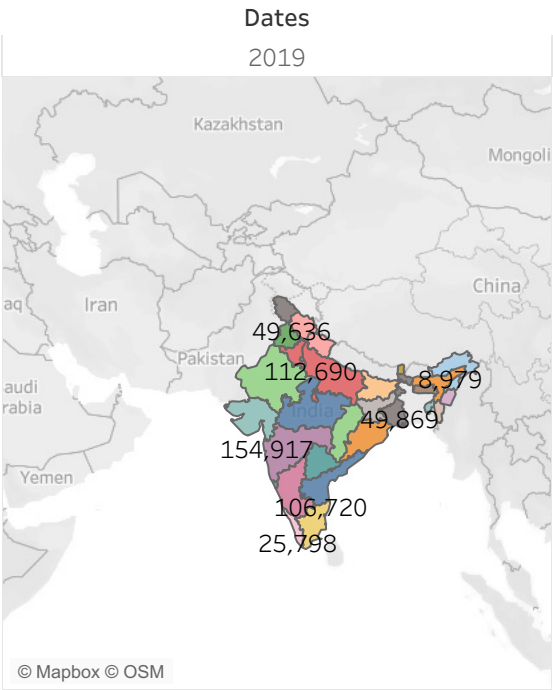 Dates
2019
Kazakhstan
Mongoli
China
aq
Iran
Pakistan
audi
rabia
Yemen
India
49,636
112,690
8,979
49,869
154,917
106,720
25,798
© Mapbox © OSM